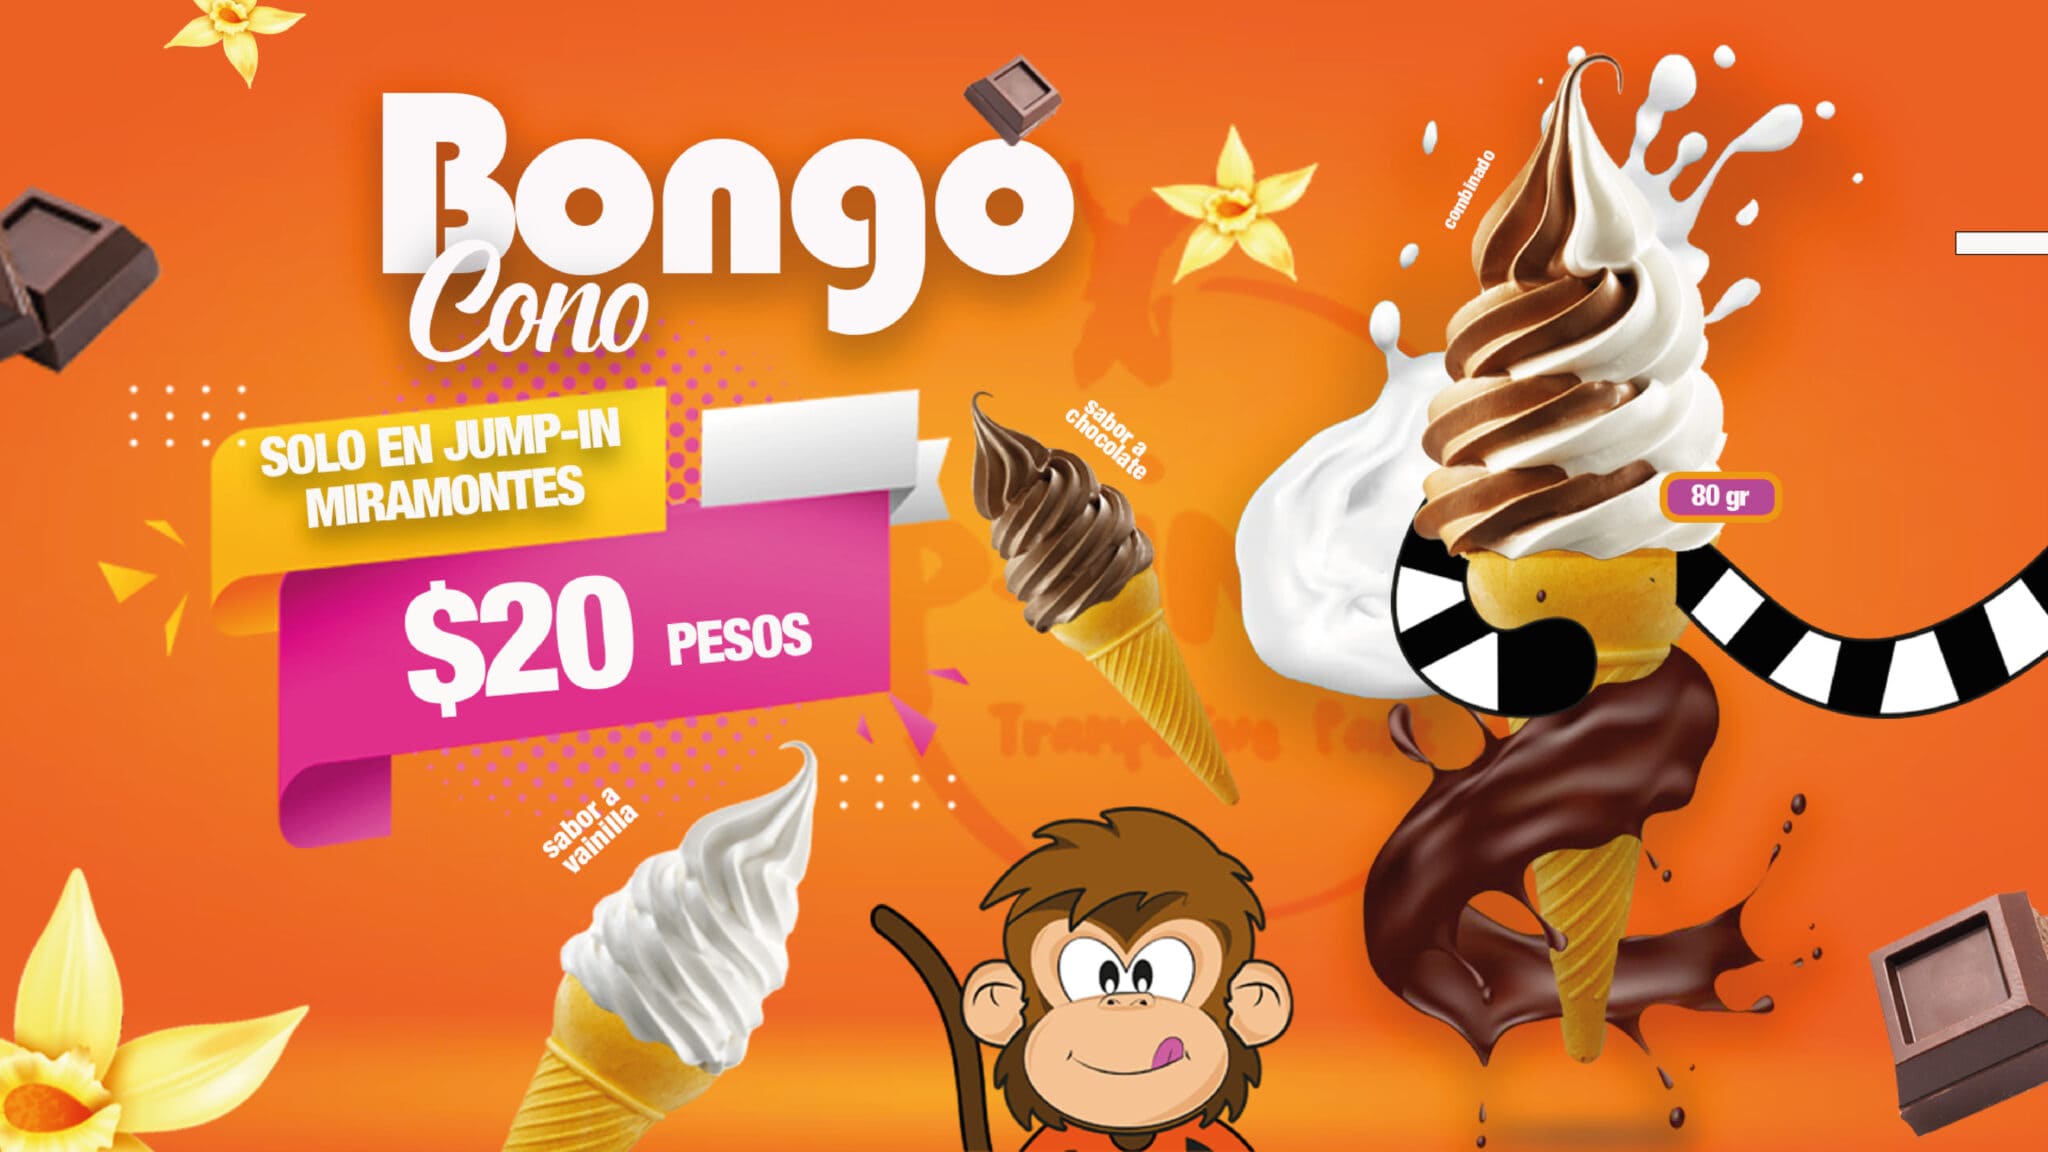 Bongo
Cono
SOLO EN JUMP-IN
MIRAMONTES
$20 PESOS
combinado
sabor a
chocolate
80 gr
sabor a
vainilla